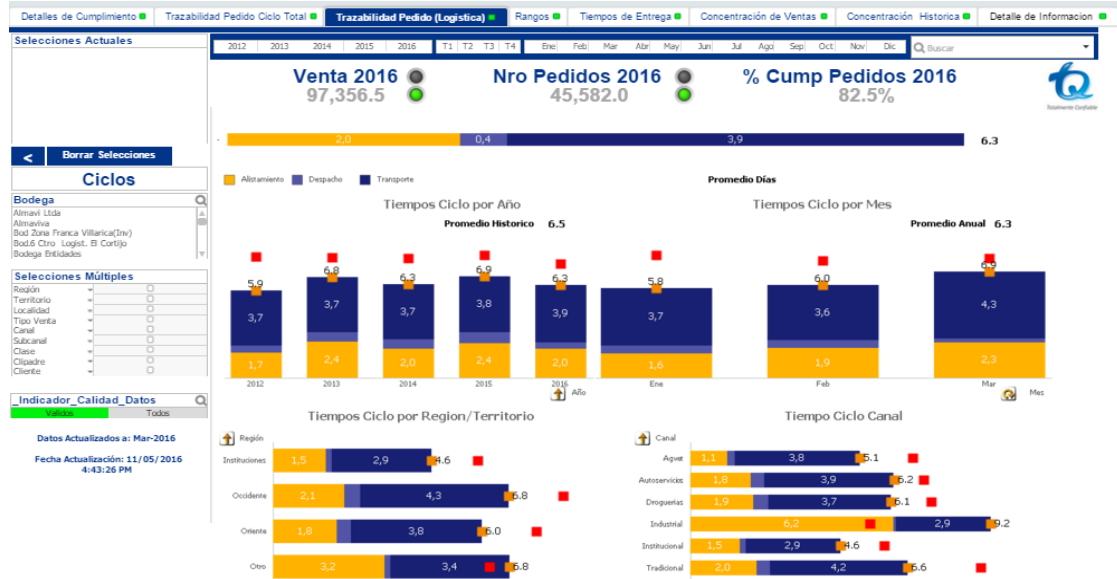 Detalles de Cumplimiento Trazabilidad Pedido Ciclo Total Trazabilidad Pedido (Logistica) Rangos Tiempos de Entrega Concentración de Ventas Concentración Historica Detalle de Informacion
Selecciones Actuales
2012 2013 2014 2015 2016 T1 T2 T3 T4 Ene Feb Mar Abr May Jun Jul Ago Sep Oct Nov Dic Buscar
Venta 2016 Nro Pedidos 2016 % Cump Pedidos 2016
97,356.5 45,582.0 82.5%
TQ
Totalmente Confiable
- 2,0 0,4 3,9 6.3
< Borrar Selecciones
Ciclos
Alistamiento Despacho Transporte Promedio Días
Bodega
Almavi Ltda
Almaviva
Bod Zona Franca Villarica(Inv)
Bod.6 Ctro Logist. El Cortijo
Bodega Entidades
Selecciones Múltiples
Región
Territorio
Localidad
Tipo Venta
Canal
Subcanal
Clase
Clipadre
Cliente
_Indicador_Calidad_Datos
Validos Todos
Datos Actualizados a: Mar-2016
Fecha Actualización: 11/05/2016
4:43:26 PM
Tiempos Ciclo por Año
Promedio Historico 6.5
5.9 6.8 6.3 6.9 6.3
3,7 3,7 3,7 3,8 3,9
1,7 2,4 2,0 2,4 2,0
2012 2013 2014 2015 2016
Año
Tiempos Ciclo por Mes
Promedio Anual 6.3
5.8 6.0 6.9
3,7 3,6 4,3
1,6 1,9 2,3
Ene Feb Mar
Mes
Tiempos Ciclo por Region/Territorio
Región
Instituciones 1,5 2,9 4.6
Occidente 2,1 4,3 6.8
Oriente 1,8 3,8 6.0
Otro 3,2 3,4 6.8
Tiempo Ciclo Canal
Canal
Agvet 1,1 3,8 5.1
Autoservicios 1,8 3,9 6.2
Droguerias 1,9 3,7 6.1
Industrial 6,2 2,9 9.2
Institucional 1,5 2,9 4.6
Tradicional 2,0 4,2 6.6